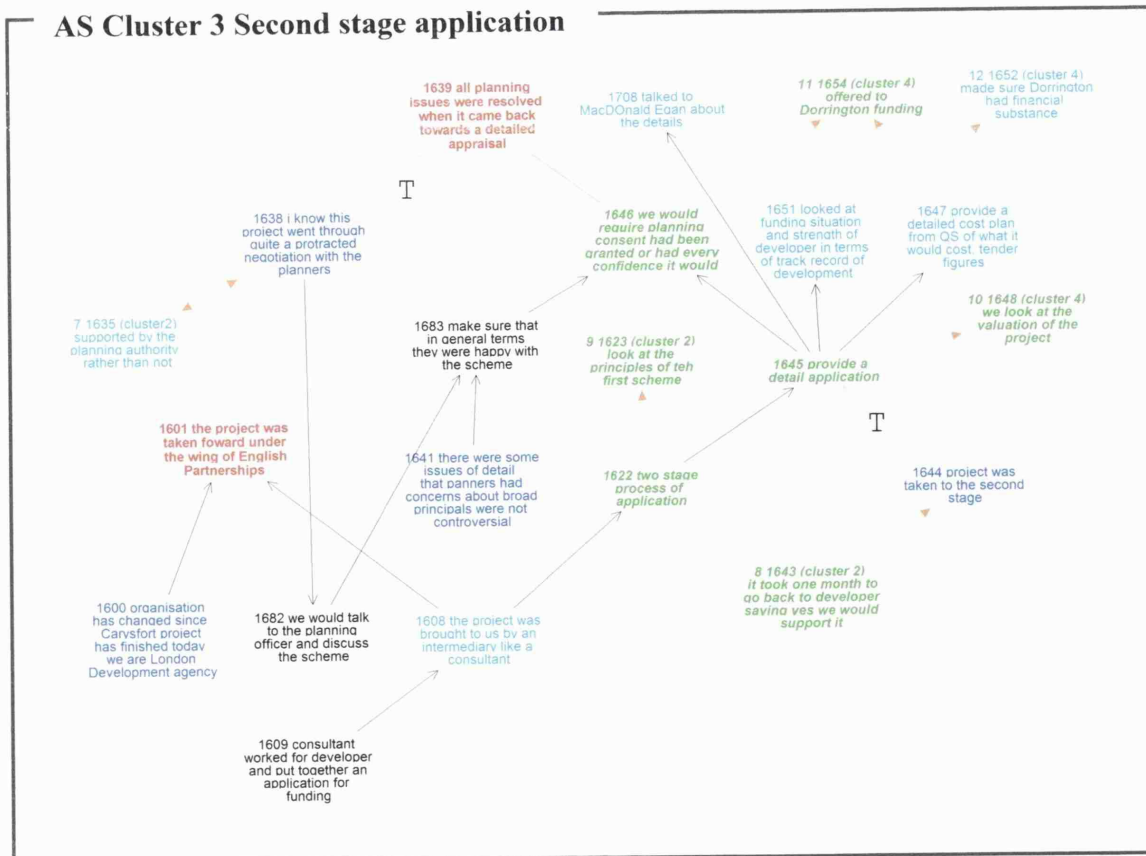 AS Cluster 3 Second stage application
1639 all planning
issues were resolved
when it came back
towards a detailed
appraisal
1708 talked to
MacDOnald Egan about
the details
11 1654 (cluster 4)
offered to
Dorrington funding
12 1652 (cluster 4)
made sure Dorrington
had financial
substance
T
1638 i know this
project went through
quite a protracted
negotiation with the
planners
1646 we would
require planning
consent had been
granted or had every
confidence it would
1651 looked at
funding situation
and strength of
developer in terms
of track record of
development
1647 provide a
detailed cost plan
from QS of what it
would cost, tender
figures
7 1635 (cluster2)
supported by the
planning authority
rather than not
1683 make sure that
in general terms
they were happy with
the scheme
9 1623 (cluster 2)
look at the
principles of teh
first scheme
1645 provide a
detail application
10 1648 (cluster 4)
we look at the
valuation of the
project
T
1601 the project was
taken foward under
the wing of English
Partnerships
1641 there were some
issues of detail
that panners had
concerns about broad
principals were not
controversial
1622 two stage
process of
application
1644 project was
taken to the second
stage
8 1643 (cluster 2)
it took one month to
go back to developer
saying yes we would
support it
1600 organisation
has changed since
Carysfort project
has finished today
we are London
Development agency
1682 we would talk
to the planning
officer and discuss
the scheme
1608 the project was
brought to us by an
intermediary like a
consultant
1609 consultant
worked for developer
and put together an
application for
funding